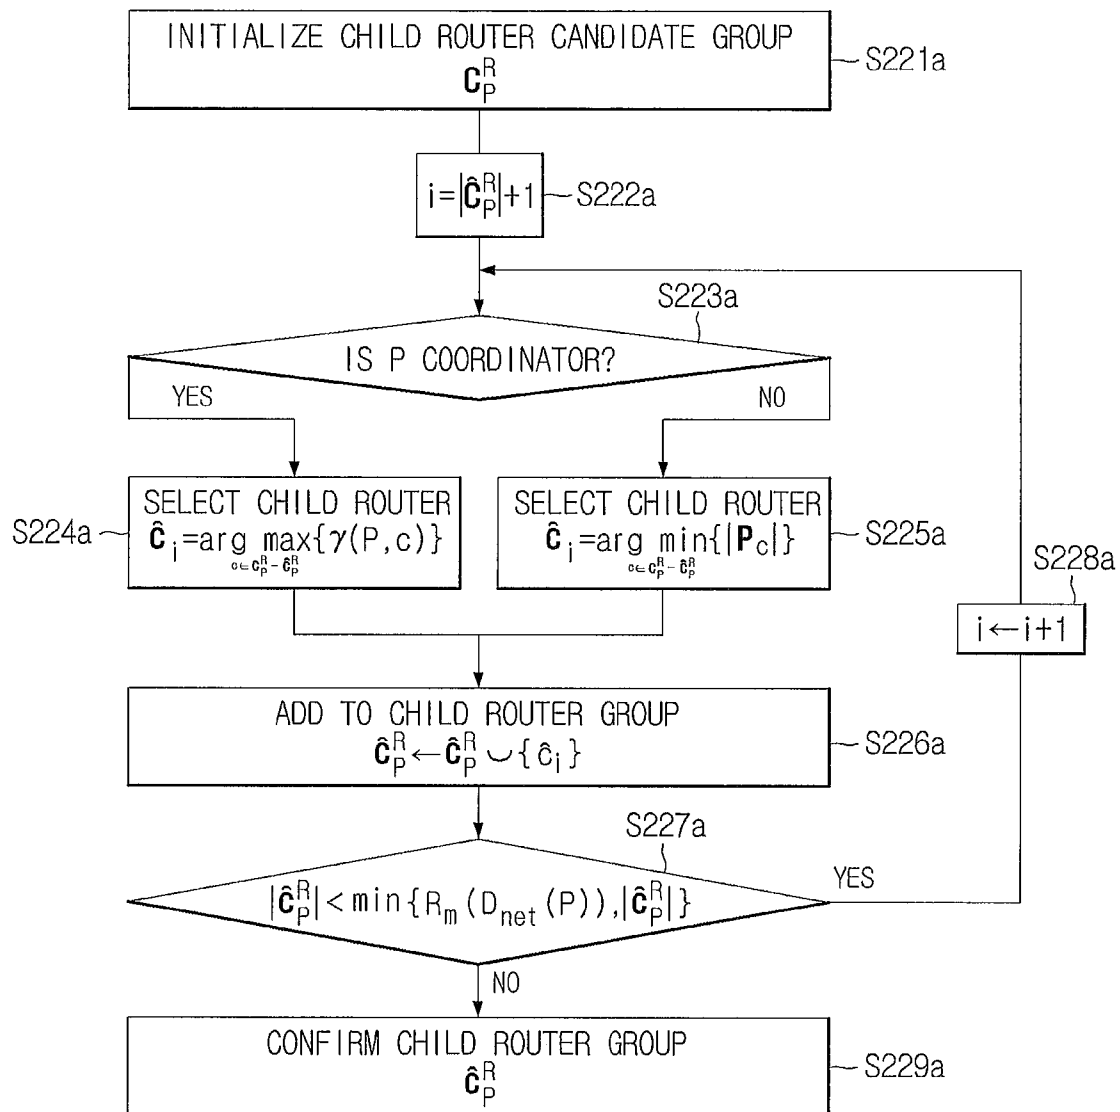 INITIALIZE CHILD ROUTER CANDIDATE GROUP
C_P^R
S221a
i=|Ĉ_P^R|+1
S222a
S223a
IS P COORDINATOR?
YES
NO
SELECT CHILD ROUTER
ĉ_i=arg max{γ(P,c)}
c∈C_P^R-Ĉ_P^R
S224a
SELECT CHILD ROUTER
ĉ_i=arg min{|P_c|}
c∈C_P^R-Ĉ_P^R
S225a
S228a
i←i+1
ADD TO CHILD ROUTER GROUP
Ĉ_P^R←Ĉ_P^R∪{ĉ_i}
S226a
S227a
|Ĉ_P^R|<min{R_m(D_net(P)),|Ĉ_P^R|}
YES
NO
CONFIRM CHILD ROUTER GROUP
Ĉ_P^R
S229a